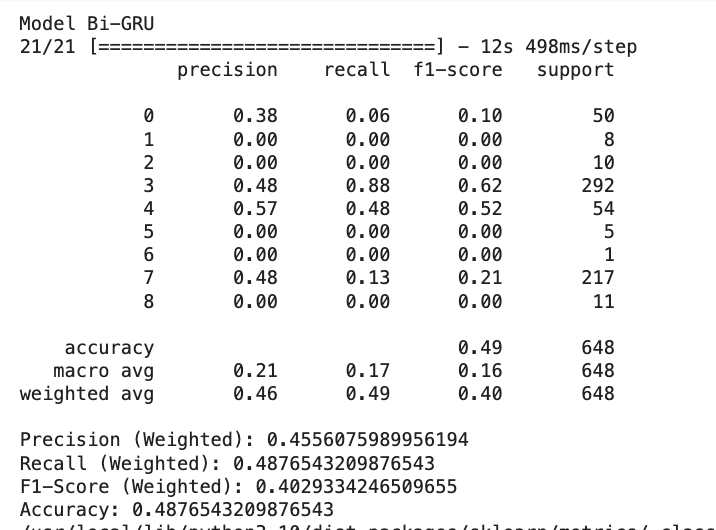 Model Bi-GRU
21/21 [==============================] - 12s 498ms/step
precision recall f1-score support
0 0.38 0.06 0.10 50
1 0.00 0.00 0.00 8
2 0.00 0.00 0.00 10
3 0.48 0.88 0.62 292
4 0.57 0.48 0.52 54
5 0.00 0.00 0.00 5
6 0.00 0.00 0.00 1
7 0.48 0.13 0.21 217
8 0.00 0.00 0.00 11
accuracy 0.49 648
macro avg 0.21 0.17 0.16 648
weighted avg 0.46 0.49 0.40 648
Precision (Weighted): 0.4556075989956194
Recall (Weighted): 0.4876543209876543
F1-Score (Weighted): 0.4029334246509655
Accuracy: 0.4876543209876543